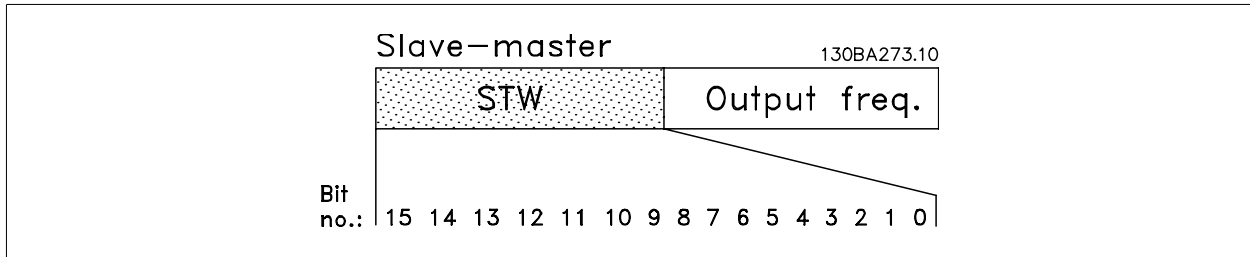 Slave-master
130BA273.10
STW
Output freq.
Bit
no.: 15 14 13 12 11 10 9 8 7 6 5 4 3 2 1 0